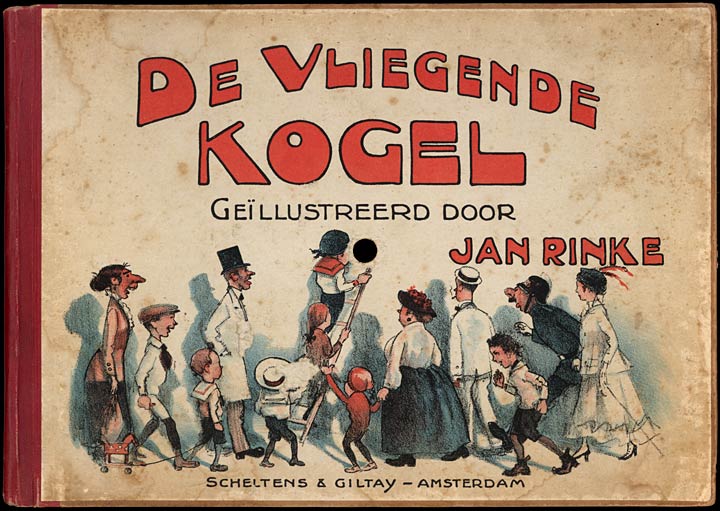 DE VLIEGENDE
KOGEL
GEÏLLUSTREERD DOOR
JAN RINKE
SCHELTENS & GILTAY – AMSTERDAM